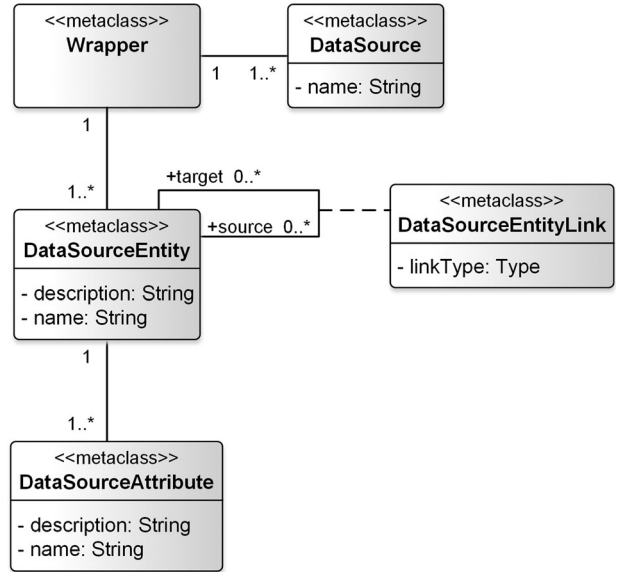 <<metaclass>>
Wrapper
<<metaclass>>
DataSource
- name: String
1 1..*
1
1..*
+target 0..*
+source 0..*
<<metaclass>>
DataSourceEntity
- description: String
- name: String
<<metaclass>>
DataSourceEntityLink
- linkType: Type
1
1..*
<<metaclass>>
DataSourceAttribute
- description: String
- name: String